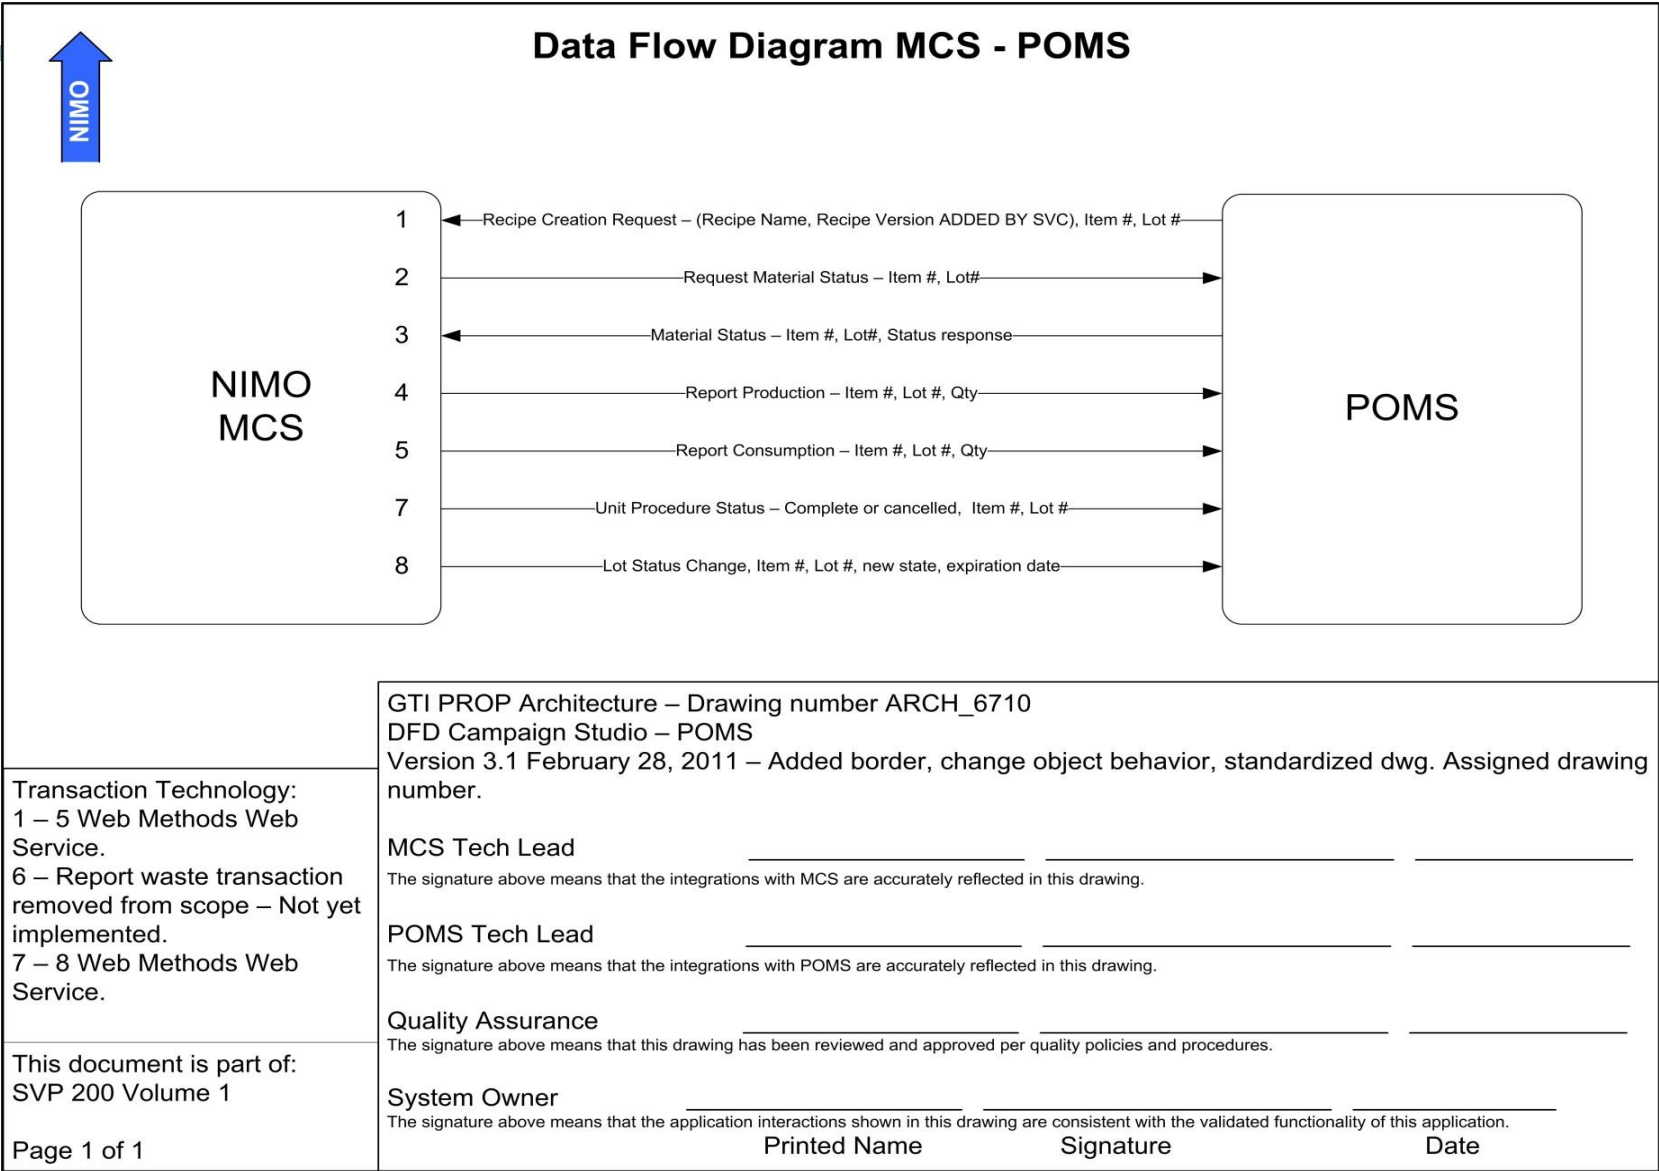 Data Flow Diagram MCS - POMS
NIMO
NIMO
MCS
1
Recipe Creation Request – (Recipe Name, Recipe Version ADDED BY SVC), Item #, Lot #
2
Request Material Status – Item #, Lot#
3
Material Status – Item #, Lot#, Status response
4
Report Production – Item #, Lot #, Qty
5
Report Consumption – Item #, Lot #, Qty
7
Unit Procedure Status – Complete or cancelled,  Item #, Lot #
8
Lot Status Change, Item #, Lot #, new state, expiration date
POMS
Transaction Technology:
1 – 5 Web Methods Web
Service.
6 – Report waste transaction
removed from scope – Not yet
implemented.
7 – 8 Web Methods Web
Service.
This document is part of:
SVP 200 Volume 1
Page 1 of 1
GTI PROP Architecture – Drawing number ARCH_6710
DFD Campaign Studio – POMS
Version 3.1 February 28, 2011 – Added border, change object behavior, standardized dwg. Assigned drawing
number.
MCS Tech Lead
The signature above means that the integrations with MCS are accurately reflected in this drawing.
POMS Tech Lead
The signature above means that the integrations with POMS are accurately reflected in this drawing.
Quality Assurance
The signature above means that this drawing has been reviewed and approved per quality policies and procedures.
System Owner
The signature above means that the application interactions shown in this drawing are consistent with the validated functionality of this application.
Printed Name Signature Date